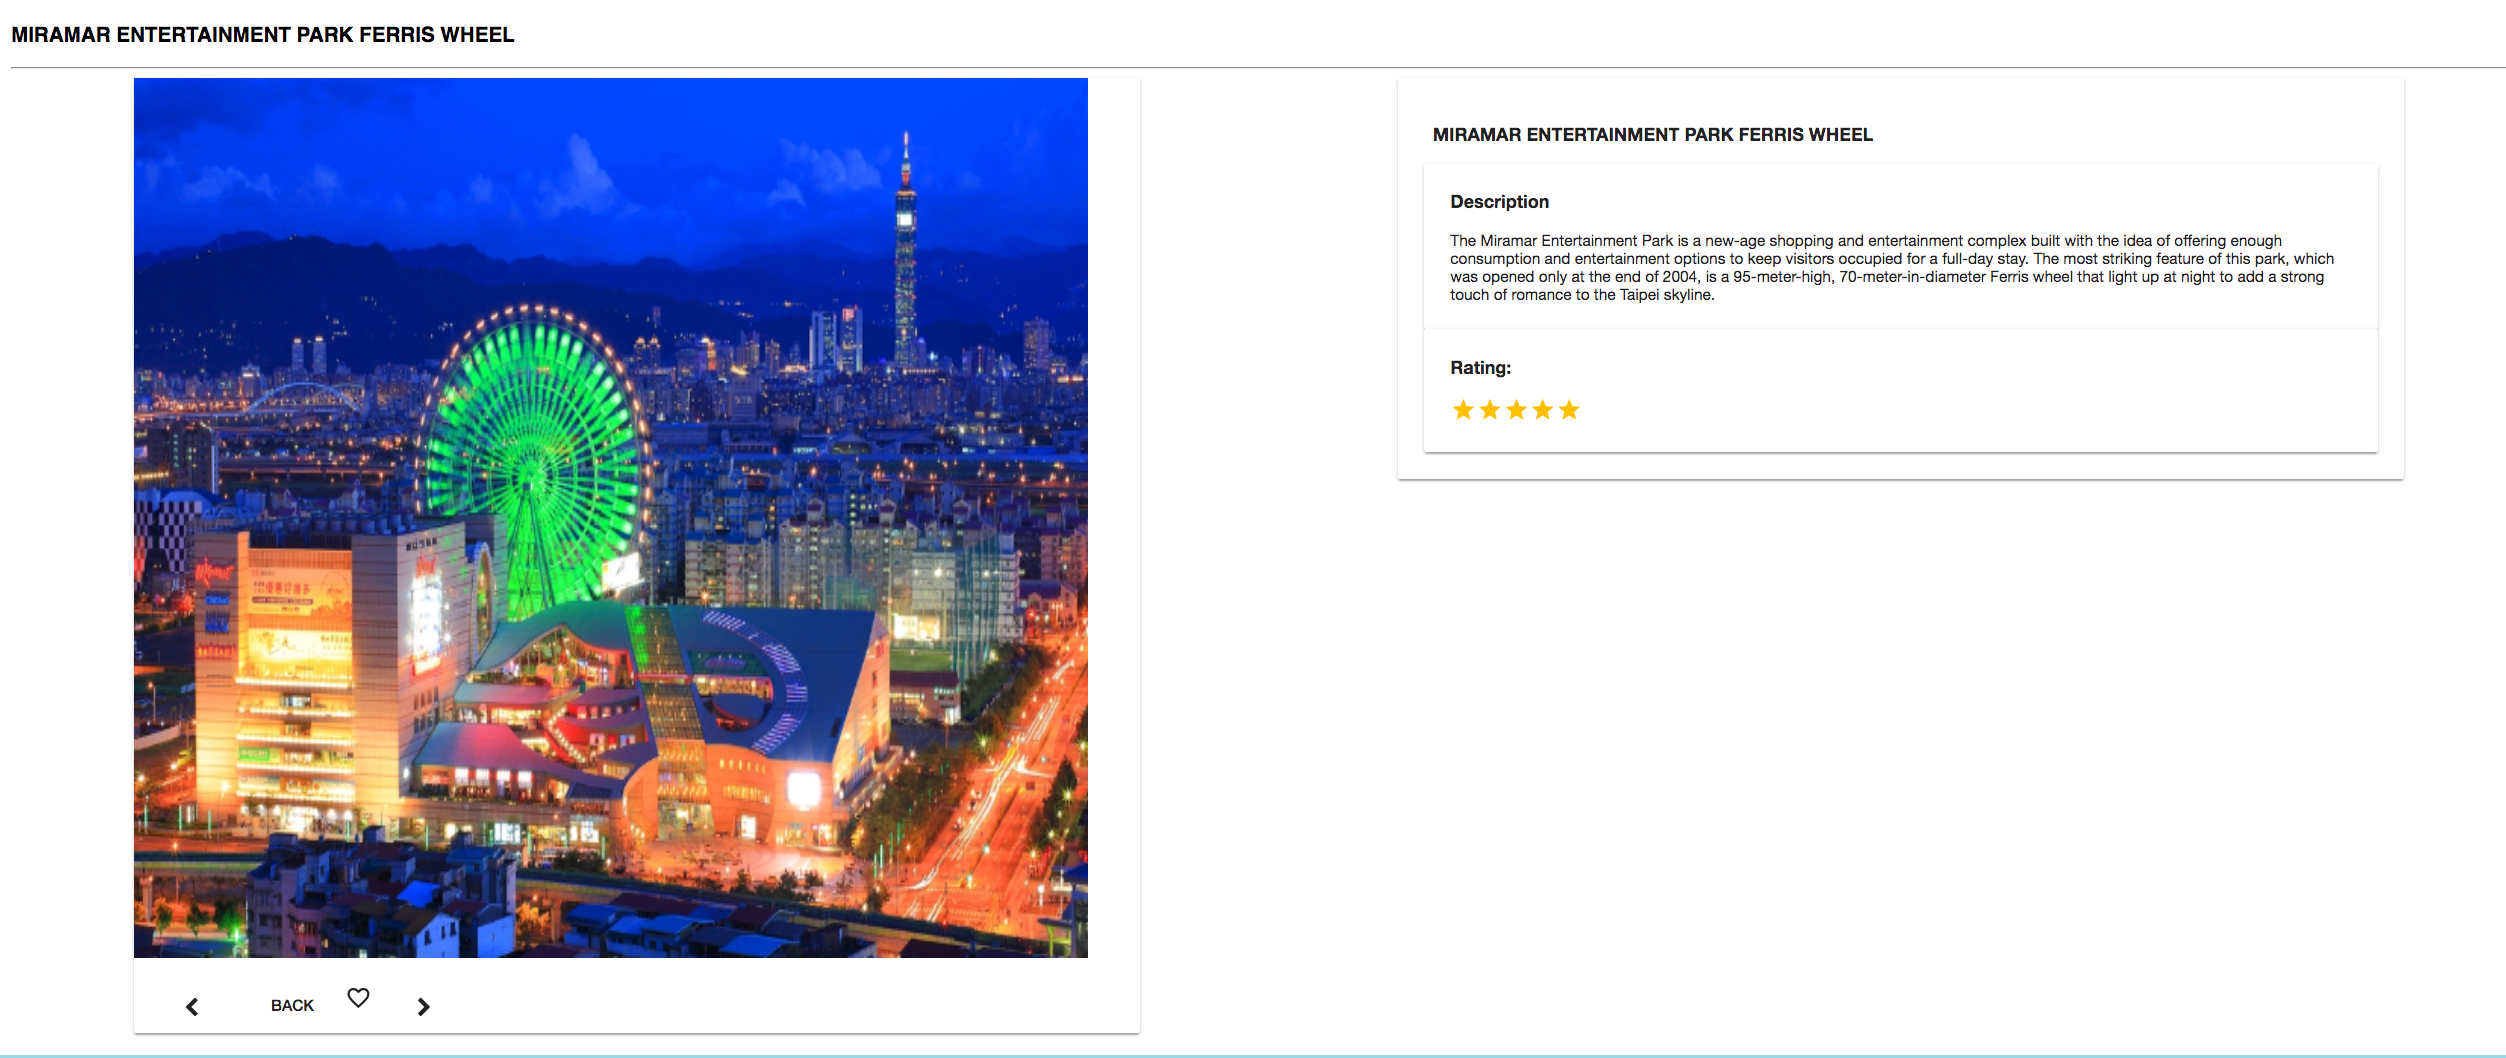 MIRAMAR ENTERTAINMENT PARK FERRIS WHEEL
MIRAMAR ENTERTAINMENT PARK FERRIS WHEEL
Description
The Miramar Entertainment Park is a new-age shopping and entertainment complex built with the idea of offering enough
consumption and entertainment options to keep visitors occupied for a full-day stay. The most striking feature of this park, which
was opened only at the end of 2004, is a 95-meter-high, 70-meter-in-diameter Ferris wheel that light up at night to add a strong
touch of romance to the Taipei skyline.
Rating:
BACK